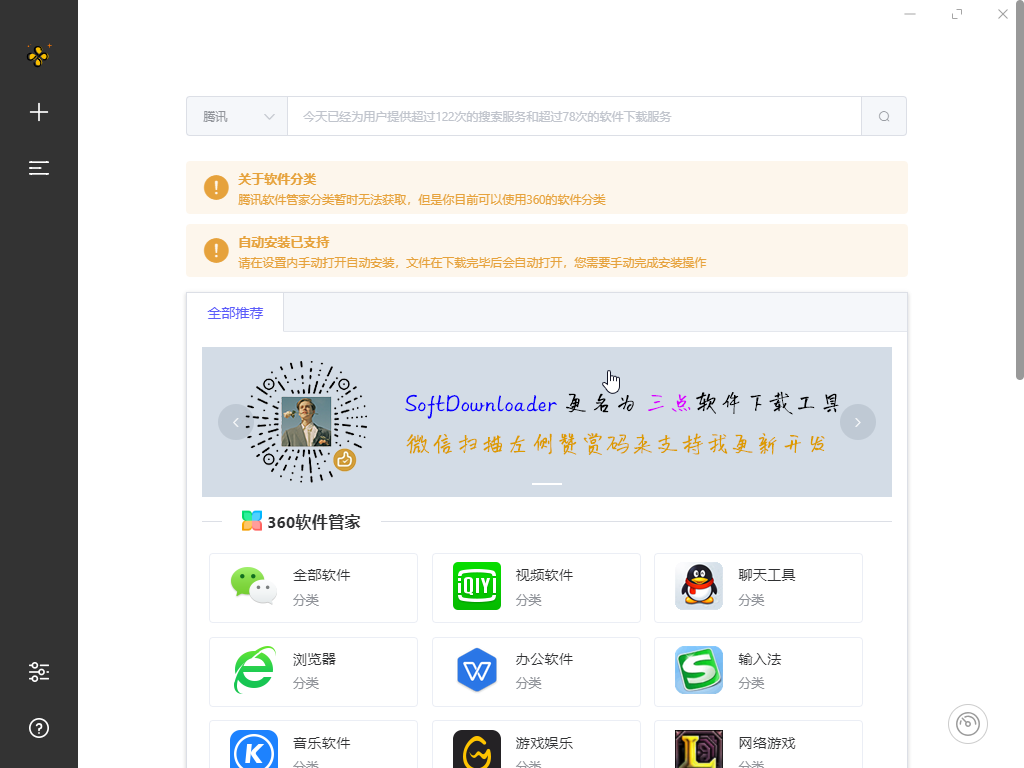 腾讯
今天已经为用户提供超过122次的搜索服务和超过78次的软件下载服务
关于软件分类
腾讯软件管家分类暂时无法获取，但是你目前可以使用360的软件分类
自动安装已支持
请在设置内手动打开自动安装，文件在下载完毕后会自动打开，您需要手动完成安装操作
全部推荐
SoftDownloader 更名为 三点软件下载工具
微信扫描左侧赞赏码来支持我更新开发
360软件管家
全部软件
分类
iQIYI
视频软件
分类
聊天工具
分类
浏览器
分类
办公软件
分类
输入法
分类
音乐软件
分类
游戏娱乐
分类
网络游戏
分类